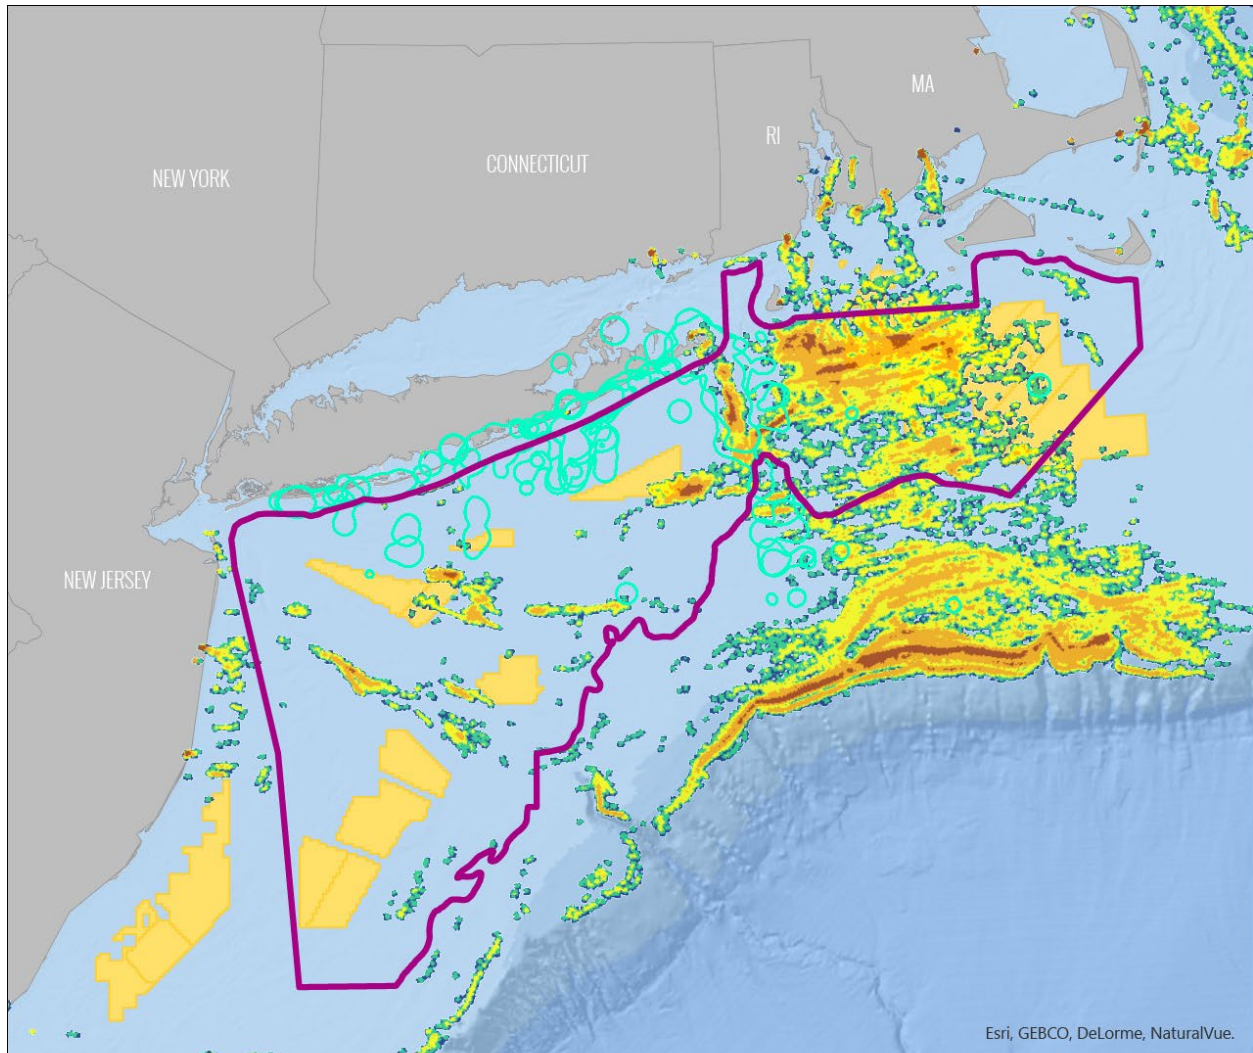 MA
RI
CONNECTICUT
NEW YORK
NEW JERSEY
Esri, GEBCO, DeLorme, NaturalVue.